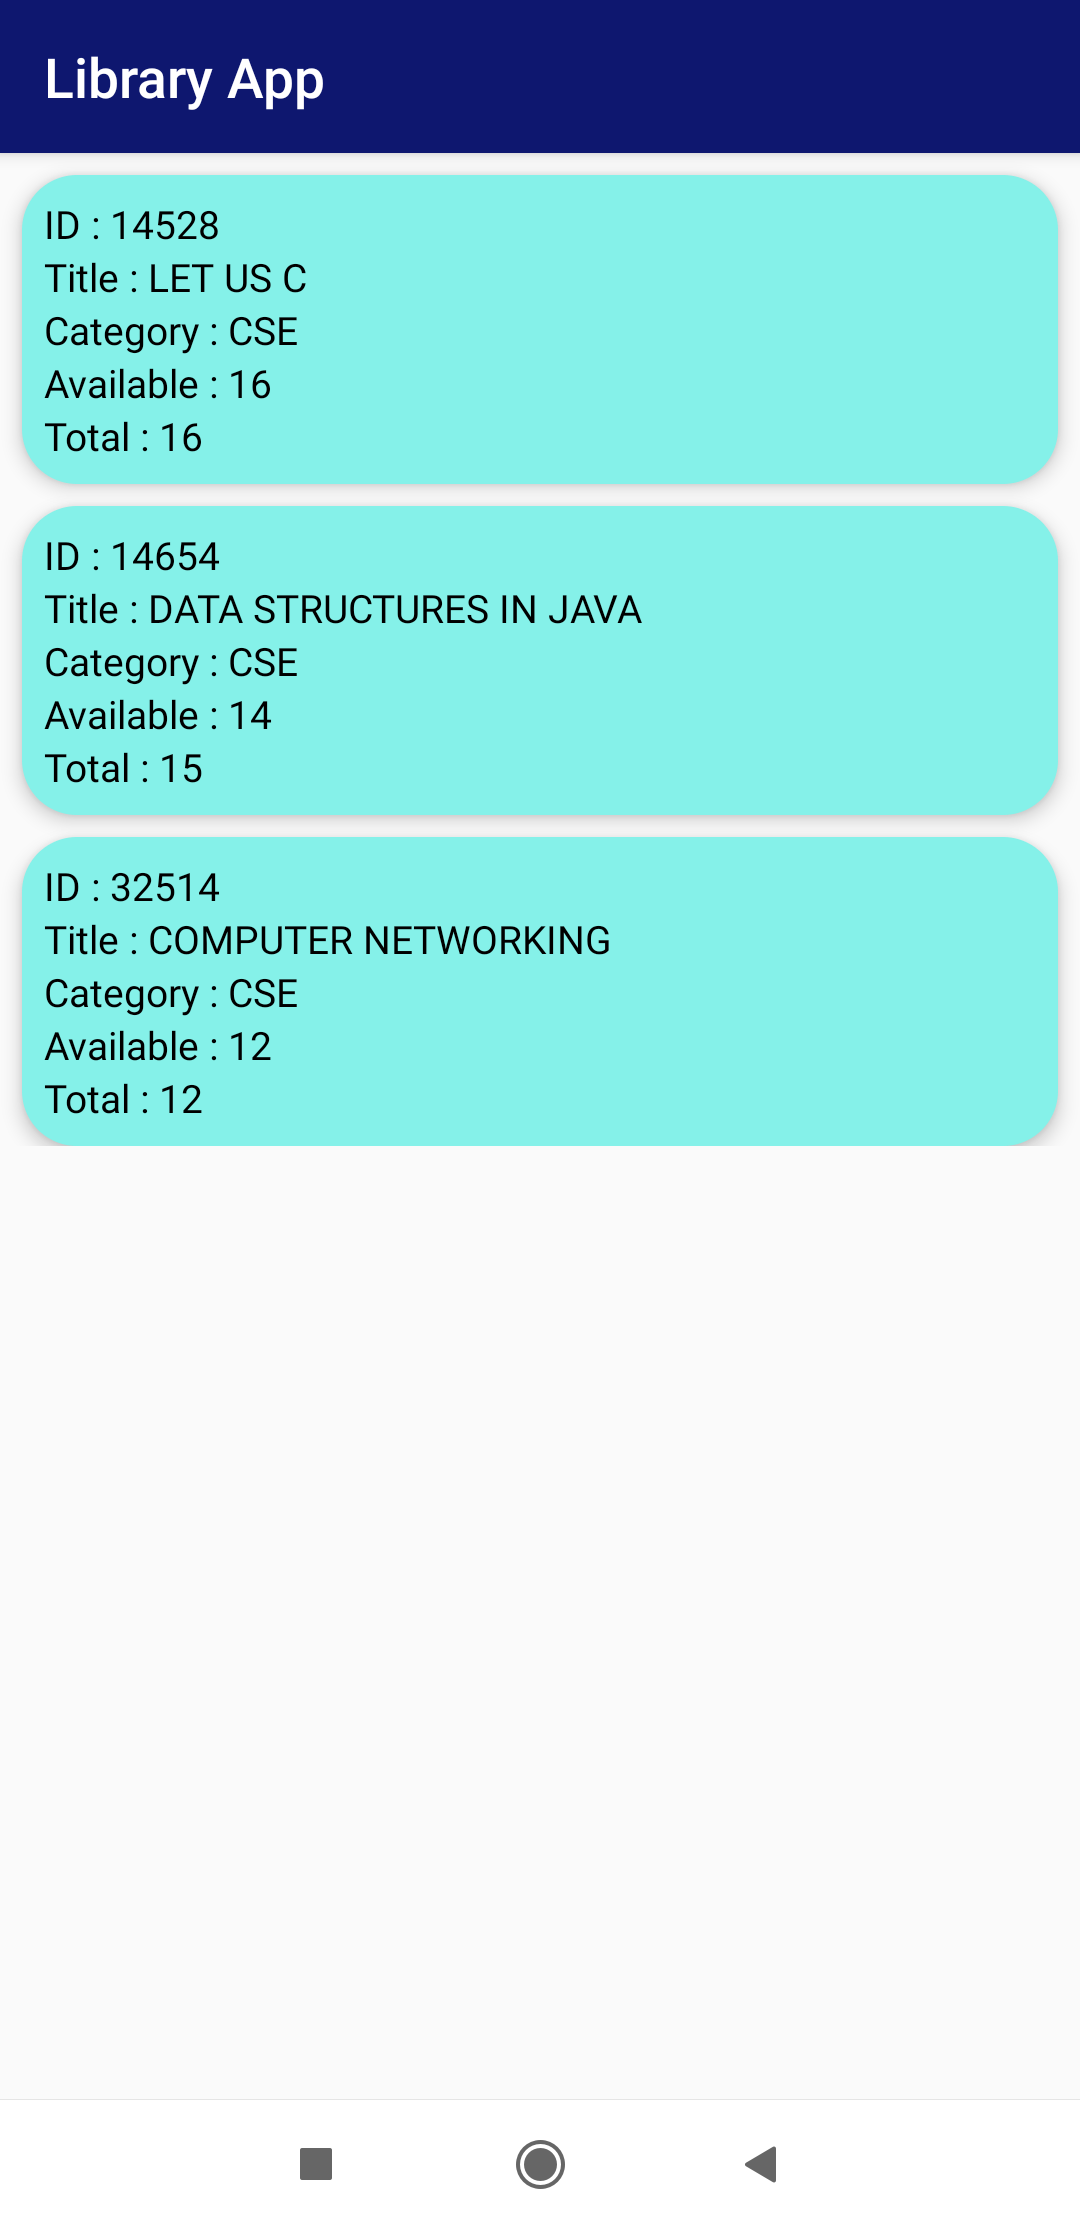 Library App
ID : 14528
Title : LET US C
Category : CSE
Available : 16
Total : 16
ID : 14654
Title : DATA STRUCTURES IN JAVA
Category : CSE
Available : 14
Total : 15
ID : 32514
Title : COMPUTER NETWORKING
Category : CSE
Available : 12
Total : 12